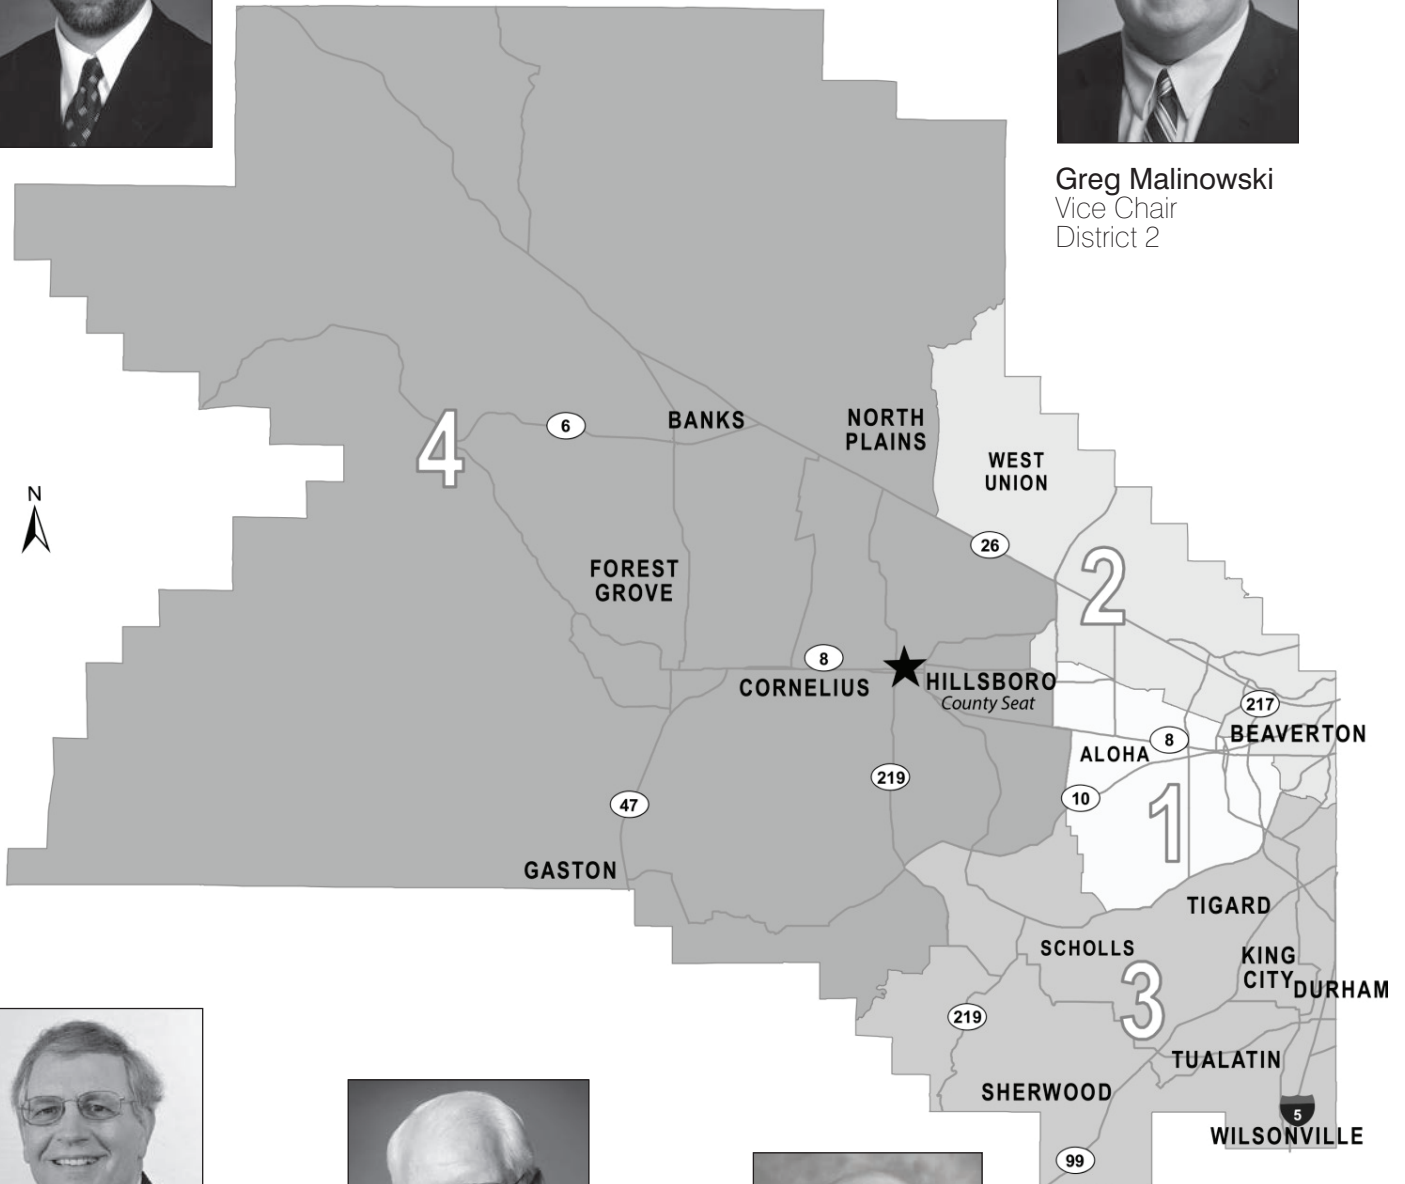 Greg Malinowski
Vice Chair
District 2
N
4
6
BANKS
NORTH
PLAINS
WEST
UNION
26
2
FOREST
GROVE
8
CORNELIUS
HILLSBORO
County Seat
217
BEAVERTON
8
ALOHA
219
10
1
47
GASTON
TIGARD
SCHOLLS
KING
CITY
DURHAM
3
219
TUALATIN
SHERWOOD
5
WILSONVILLE
99